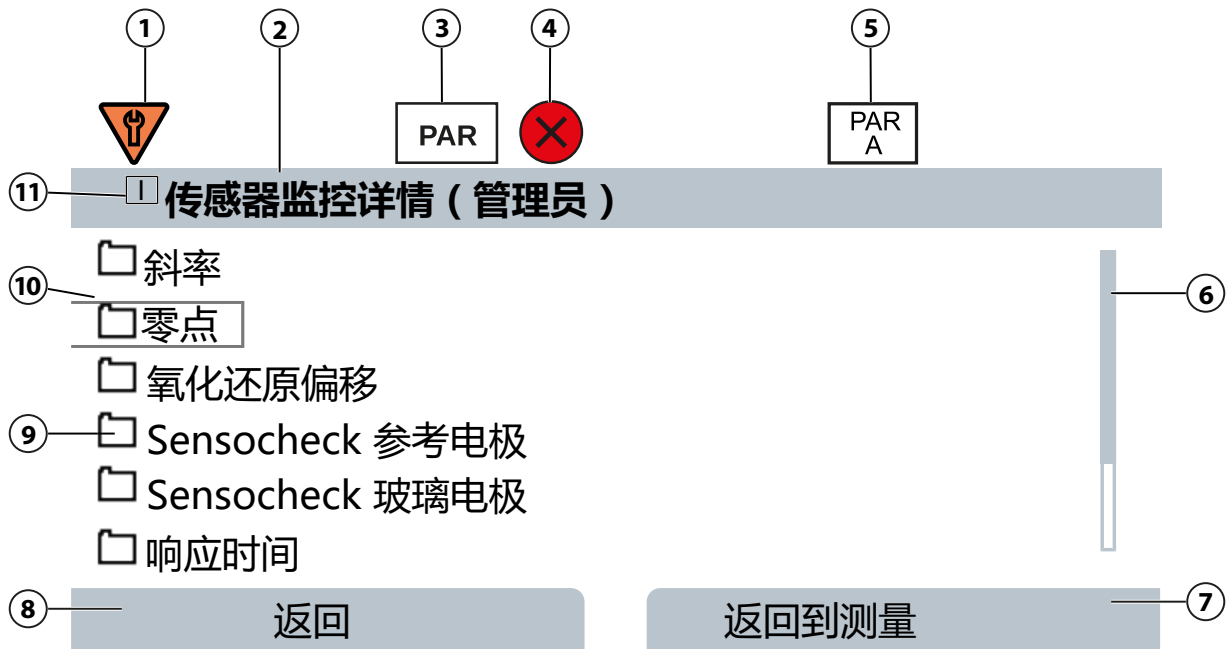 1 2 3 4 5
PAR
PAR
A
11 I 传感器监控详情（管理员）
斜率
10
零点
6
氧化还原偏移
9 Sensocheck 参考电极
Sensocheck 玻璃电极
响应时间
8 返回 返回到测量 7